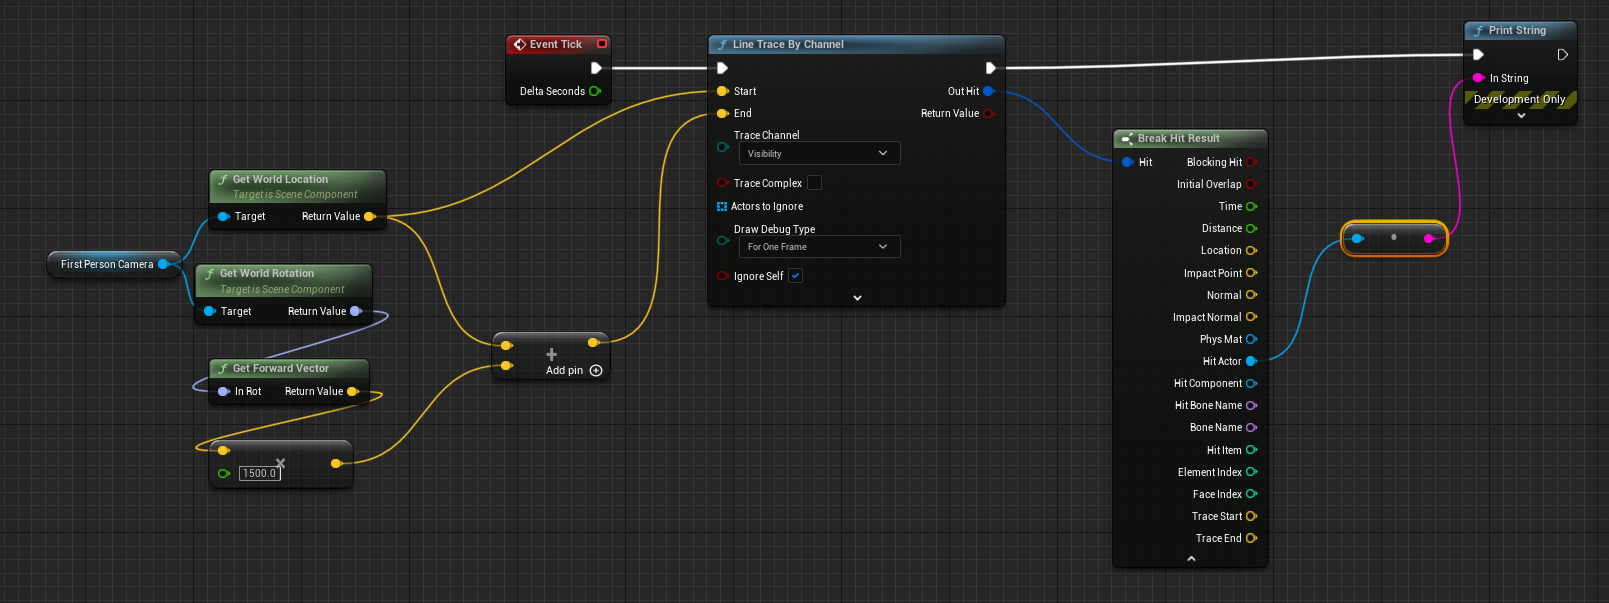 Event Tick
Delta Seconds
Line Trace By Channel
Start
Out Hit
End
Return Value
Trace Channel
Visibility
Trace Complex
Actors to Ignore
Draw Debug Type
For One Frame
Ignore Self
Print String
In String
Development Only
Break Hit Result
Hit
Blocking Hit
Initial Overlap
Time
Distance
Location
Impact Point
Normal
Impact Normal
Phys Mat
Hit Actor
Hit Component
Hit Bone Name
Bone Name
Hit Item
Element Index
Face Index
Trace Start
Trace End
Get World Location
Target is Scene Component
Target
Return Value
First Person Camera
Get World Rotation
Target is Scene Component
Target
Return Value
Get Forward Vector
In Rot
Return Value
1500.0
Add pin